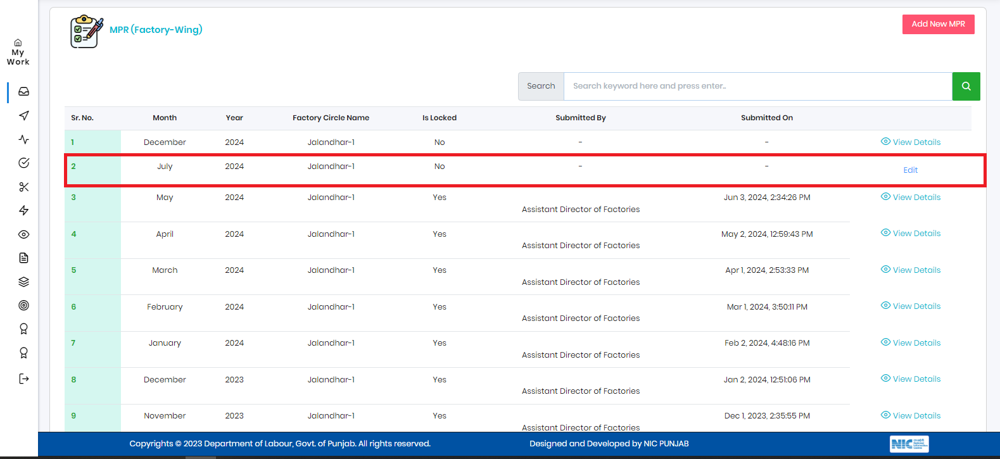 MPR (Factory-Wing)
Add New MPR
My
Work
Search Search keyword here and press enter..
Sr. No. Month Year Factory Circle Name Is Locked Submitted By Submitted On
1 December 2024 Jalandhar-1 No - - View Details
2 July 2024 Jalandhar-1 No - - Edit
3 May 2024 Jalandhar-1 Yes Jun 3, 2024, 2:34:26 PM View Details
Assistant Director of Factories
4 April 2024 Jalandhar-1 Yes May 2, 2024, 12:59:43 PM View Details
Assistant Director of Factories
5 March 2024 Jalandhar-1 Yes Apr 1, 2024, 2:53:33 PM View Details
Assistant Director of Factories
6 February 2024 Jalandhar-1 Yes Mar 1, 2024, 3:50:11 PM View Details
Assistant Director of Factories
7 January 2024 Jalandhar-1 Yes Feb 2, 2024, 4:48:16 PM View Details
Assistant Director of Factories
8 December 2023 Jalandhar-1 Yes Jan 2, 2024, 12:51:06 PM View Details
Assistant Director of Factories
9 November 2023 Jalandhar-1 Yes Dec 1, 2023, 2:35:55 PM View Details
Assistant Director of Factories
Copyrights © 2023 Department of Labour, Govt. of Punjab. All rights reserved. Designed and Developed by NIC PUNJAB NIC
National
Informatics
Centre